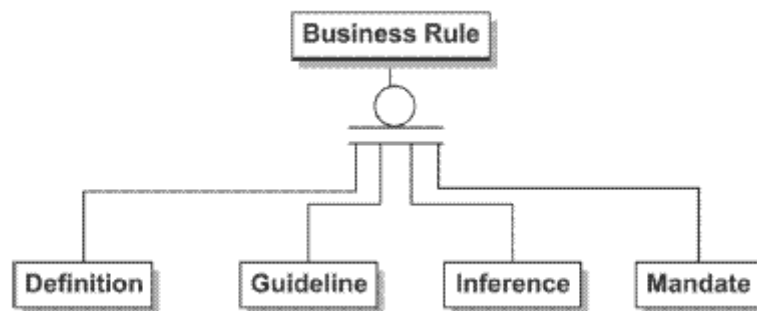 Business Rule
Definition
Guideline
Inference
Mandate